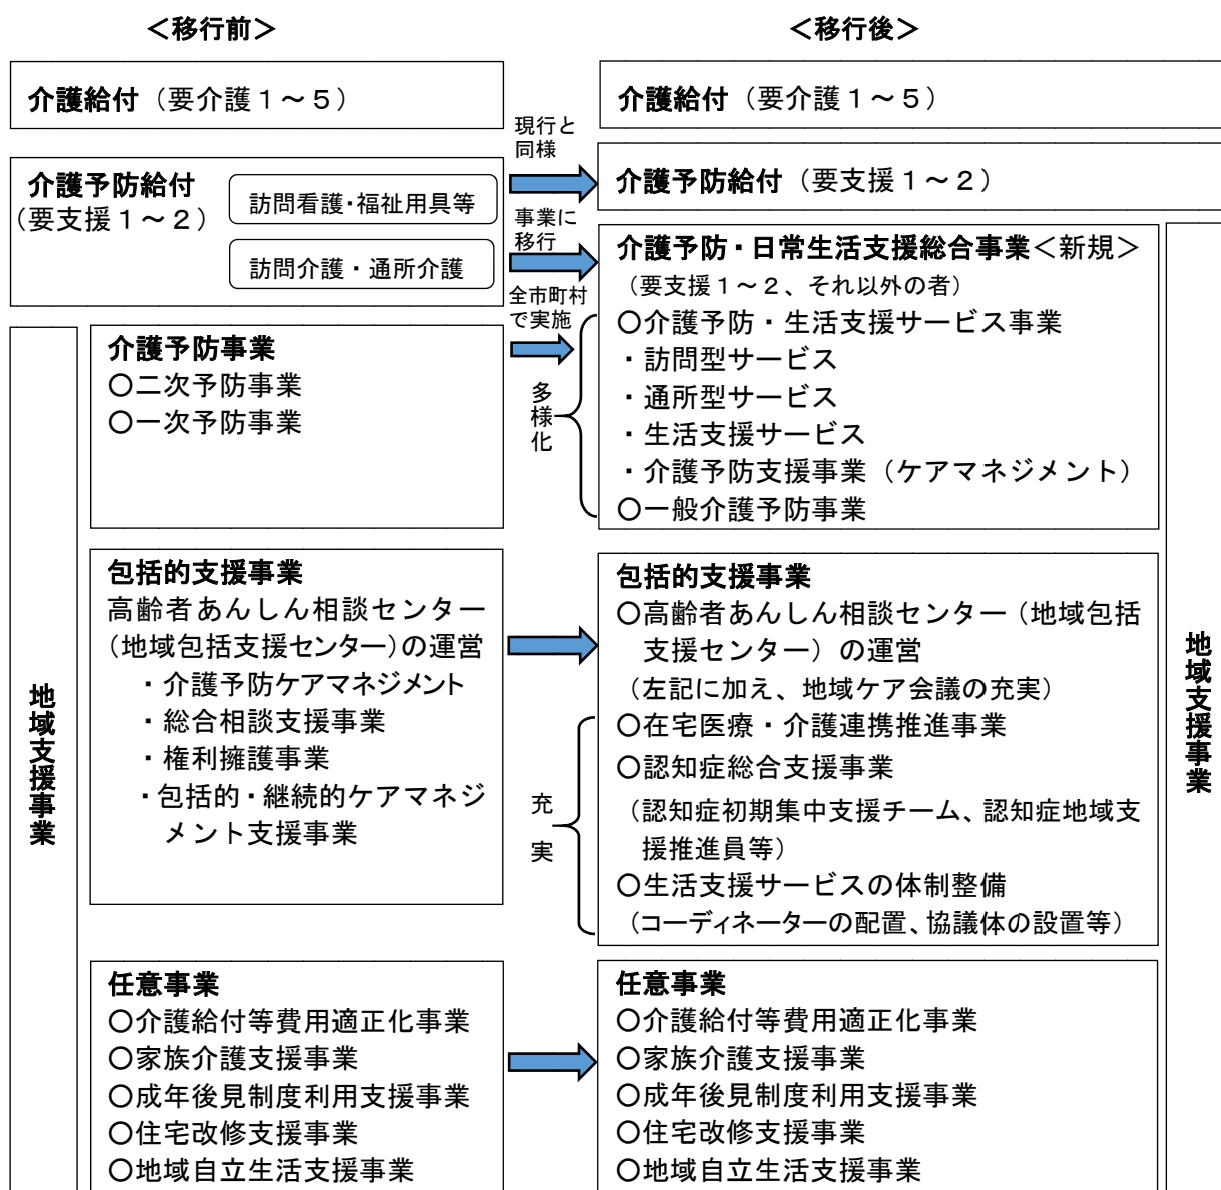 ＜移行前＞
介護給付（要介護１～５）
介護予防給付
（要支援１～２）
訪問看護・福祉用具等
訪問介護・通所介護
地域支援事業
介護予防事業
〇二次予防事業
〇一次予防事業
包括的支援事業
高齢者あんしん相談センター
（地域包括支援センター）の運営
・介護予防ケアマネジメント
・総合相談支援事業
・権利擁護事業
・包括的・継続的ケアマネジ
メント支援事業
任意事業
〇介護給付等費用適正化事業
〇家族介護支援事業
〇成年後見制度利用支援事業
〇住宅改修支援事業
〇地域自立生活支援事業
現行と
同様
事業に
移行
全市町村
で実施
多様化
充実
＜移行後＞
介護給付（要介護１～５）
介護予防給付（要支援１～２）
介護予防・日常生活支援総合事業＜新規＞
（要支援１～２、それ以外の者）
〇介護予防・生活支援サービス事業
・訪問型サービス
・通所型サービス
・生活支援サービス
・介護予防支援事業（ケアマネジメント）
〇一般介護予防事業
包括的支援事業
〇高齢者あんしん相談センター（地域包括
支援センター）の運営
（左記に加え、地域ケア会議の充実）
〇在宅医療・介護連携推進事業
〇認知症総合支援事業
（認知症初期集中支援チーム、認知症地域支
援推進員等）
〇生活支援サービスの体制整備
（コーディネーターの配置、協議体の設置等）
任意事業
〇介護給付等費用適正化事業
〇家族介護支援事業
〇成年後見制度利用支援事業
〇住宅改修支援事業
〇地域自立生活支援事業
地域支援事業